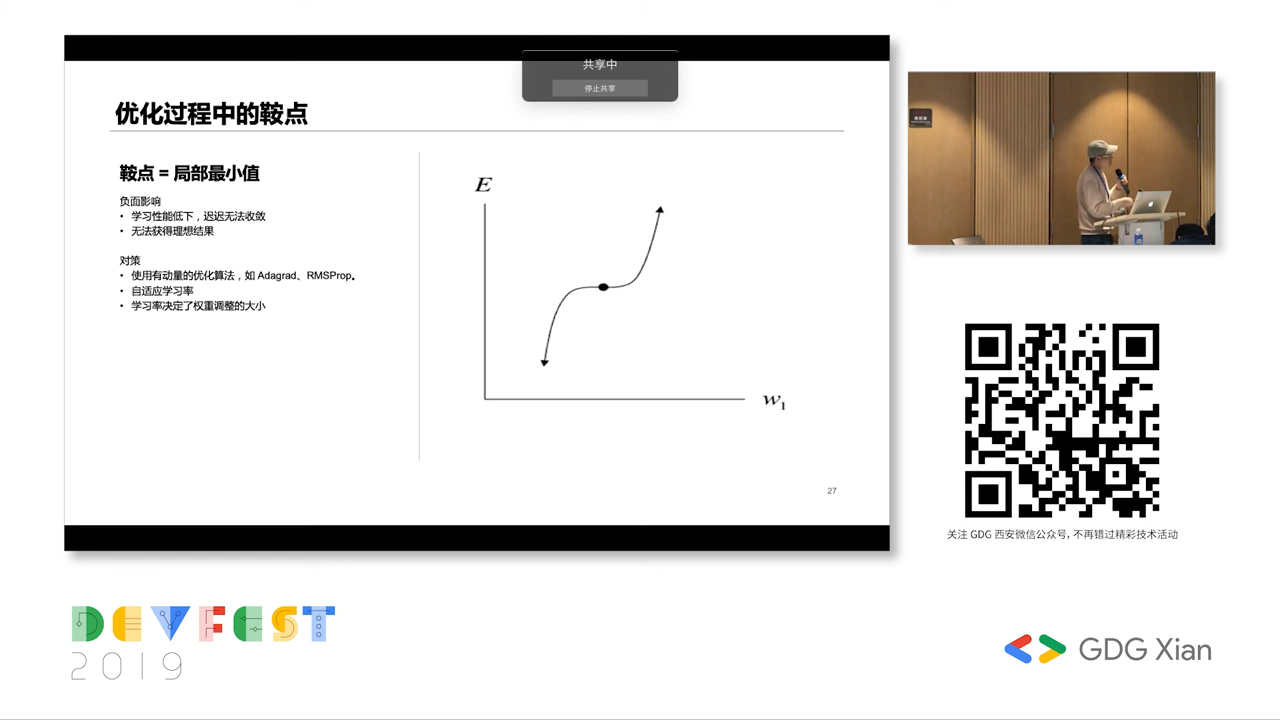 共享中
停止共享
优化过程中的鞍点
鞍点 = 局部最小值
负面影响
• 学习性能低下，迟迟无法收敛
• 无法获得理想结果
对策
• 使用有动量的优化算法，如 Adagrad、RMSProp。
• 自适应学习率
• 学习率决定了权重调整的大小
E
w1
27
关注 GDG 西安微信公众号, 不再错过精彩技术活动
DEVFEST
2019
GDG Xian